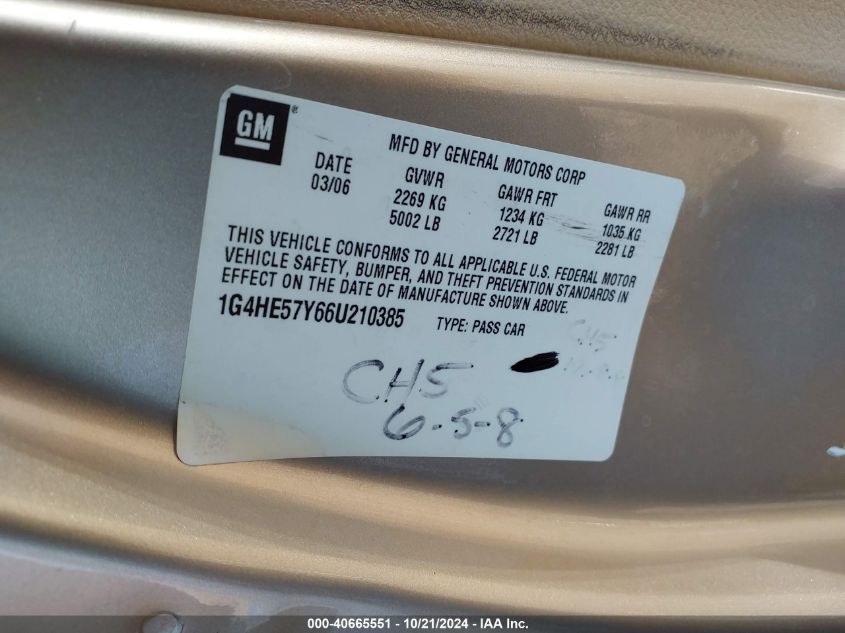 GM®
MFD BY GENERAL MOTORS CORP
DATE GVWR GAWR FRT GAWR RR
03/06 2269 KG 1234 KG 1035 KG
5002 LB 2721 LB 2281 LB
THIS VEHICLE CONFORMS TO ALL APPLICABLE U.S. FEDERAL MOTOR
VEHICLE SAFETY, BUMPER, AND THEFT PREVENTION STANDARDS IN
EFFECT ON THE DATE OF MANUFACTURE SHOWN ABOVE.
1G4HE57Y66U210385 TYPE: PASS CAR
CH5
CH5
6-5-8
000-40665551 - 10/21/2024 - IAA Inc.